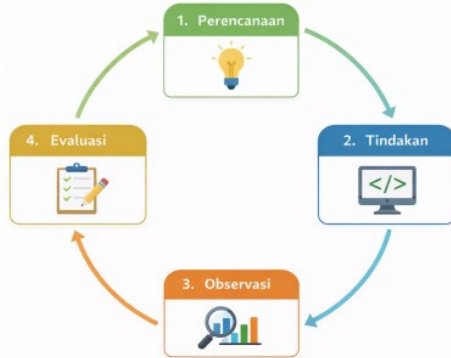 1. Perencanaan
2. Tindakan
</>
3. Observasi
4. Evaluasi